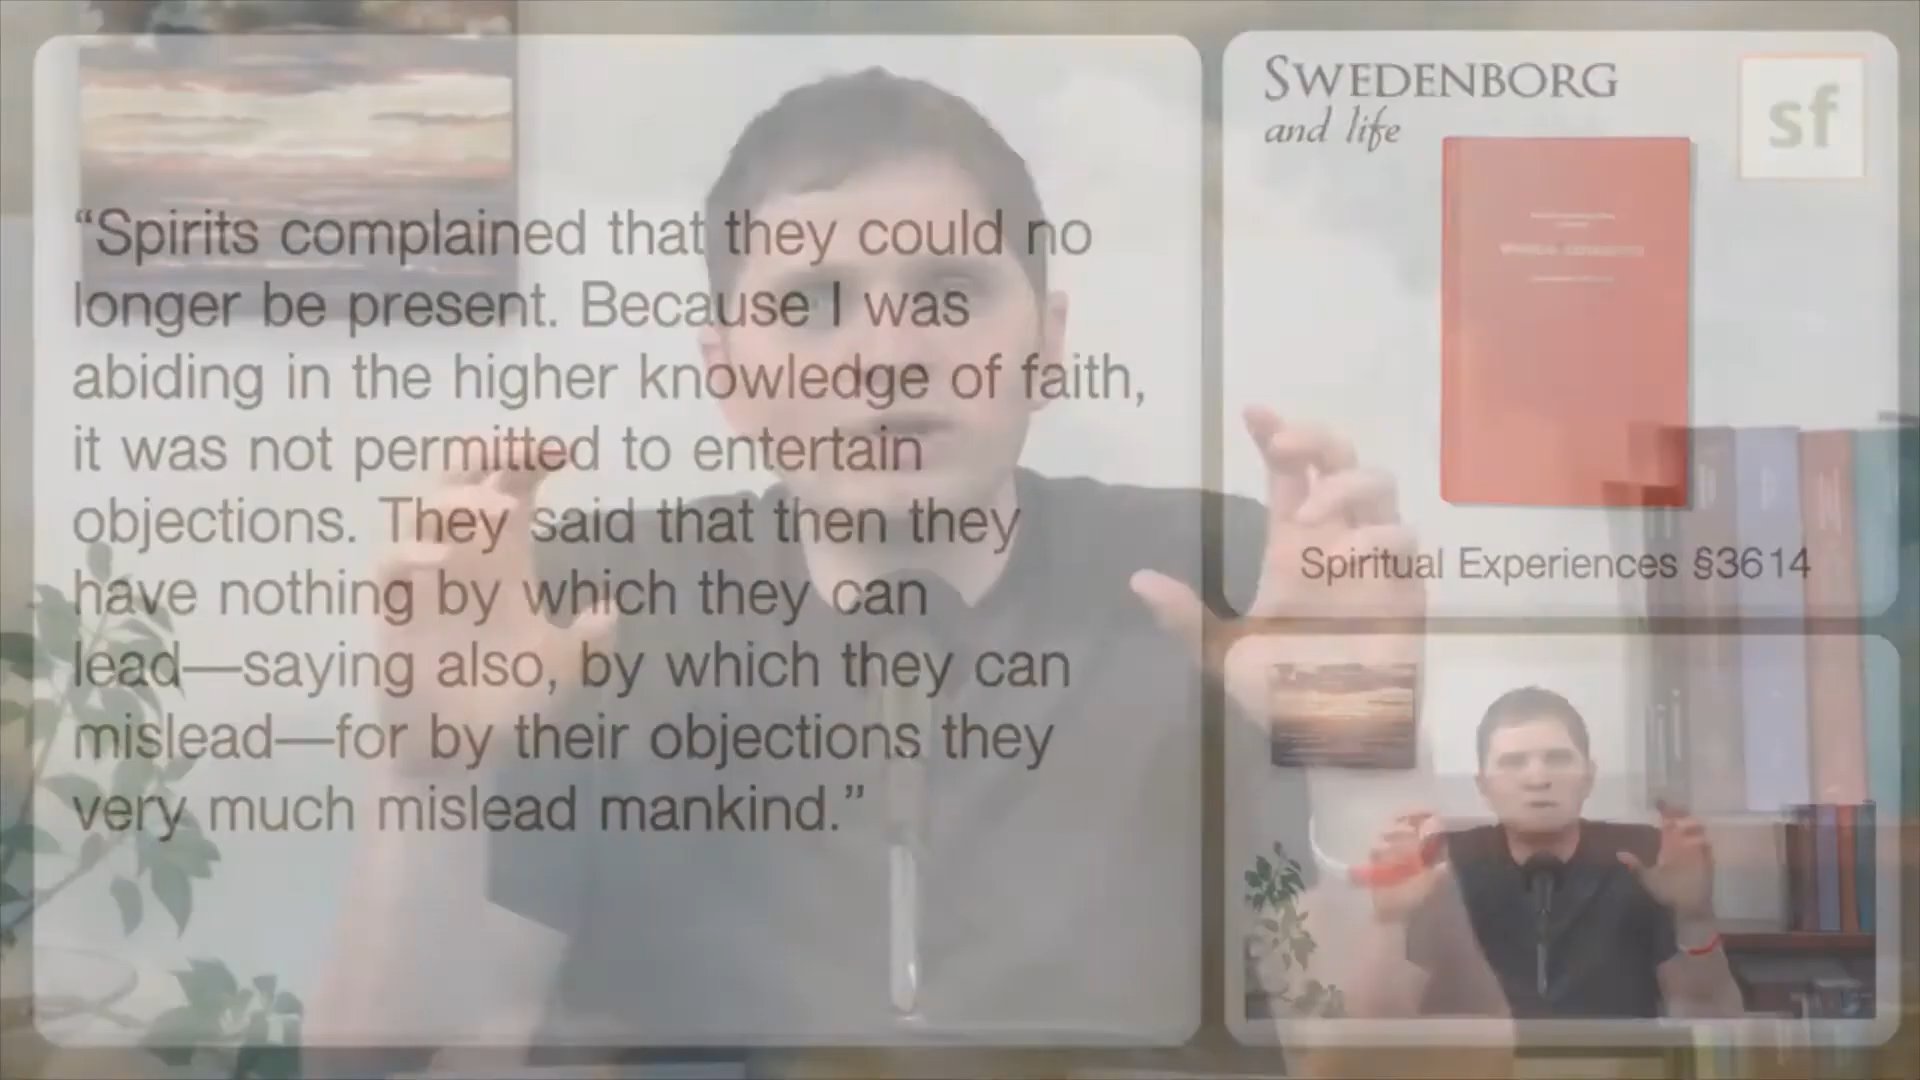 “Spirits complained that they could no
longer be present. Because I was
abiding in the higher knowledge of faith,
it was not permitted to entertain
objections. They said that then they
have nothing by which they can
lead—saying also, by which they can
mislead—for by their objections they
very much mislead mankind.”
SWEDENBORG
and life
sf
Spiritual Experiences §3614